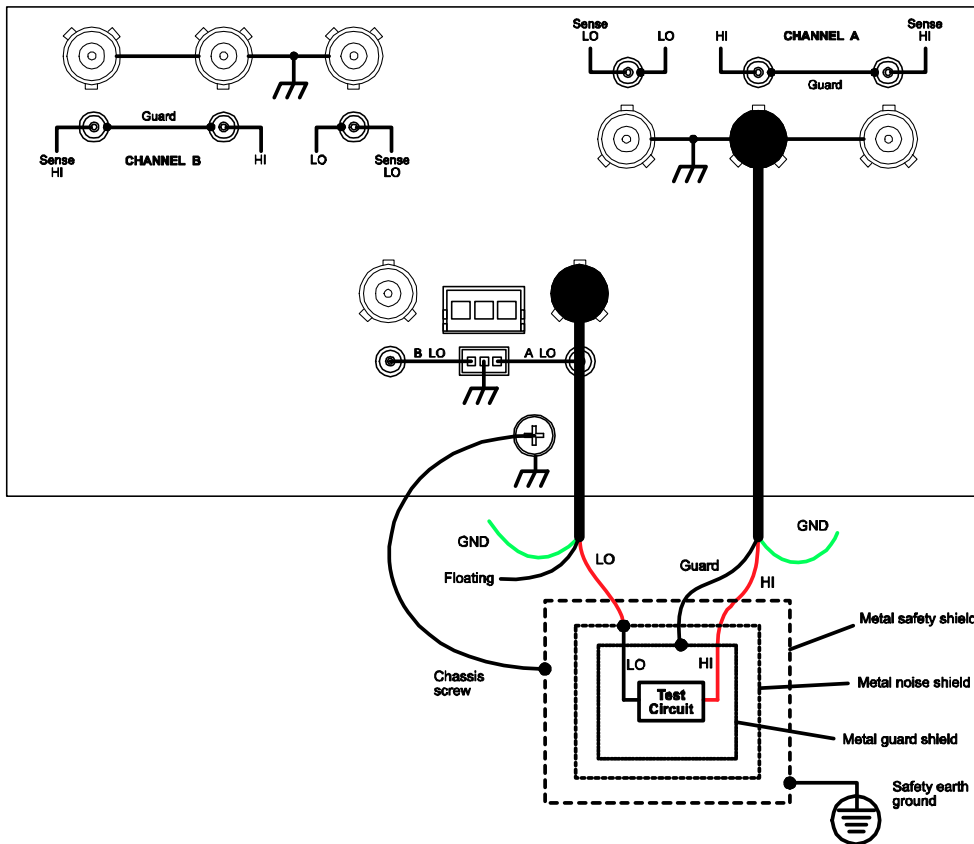 Sense
LO
LO
HI
CHANNEL A
Sense
HI
Guard
Guard
Sense
HI
CHANNEL B
HI
LO
Sense
LO
B LO
A LO
GND
LO
Floating
Guard
HI
GND
Chassis
screw
LO
HI
Test
Circuit
Metal safety shield
Metal noise shield
Metal guard shield
Safety earth
ground